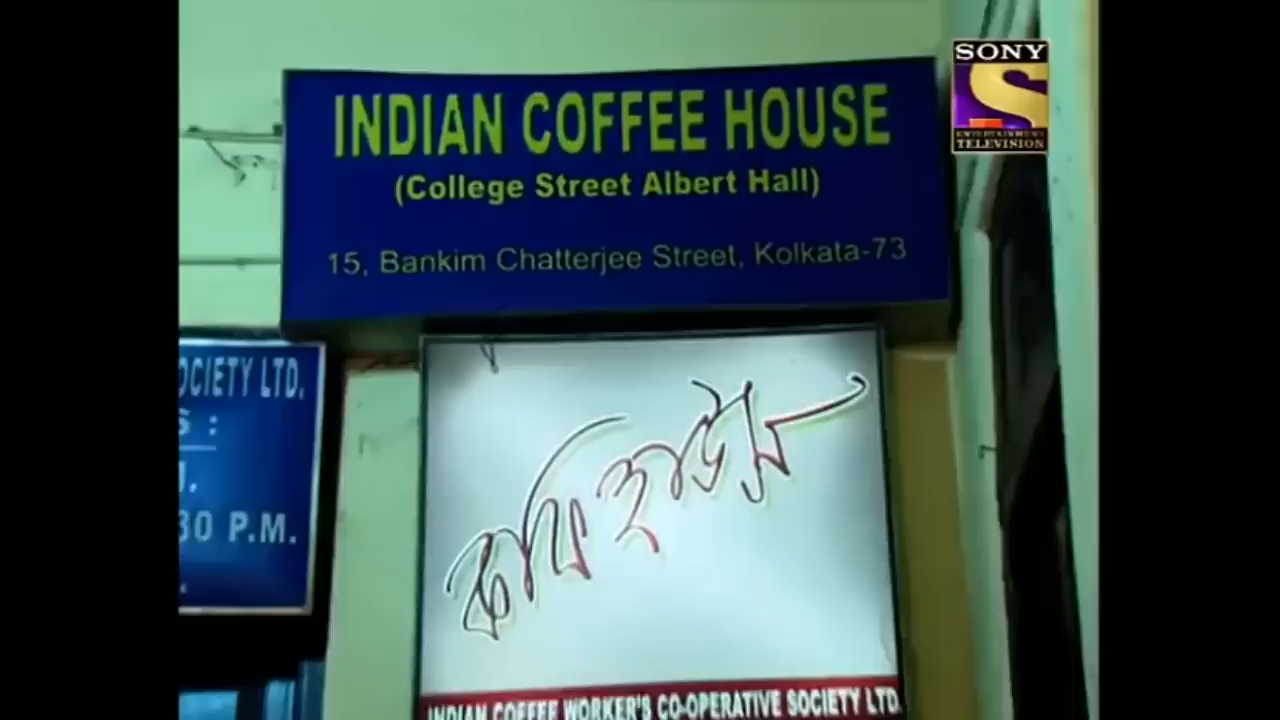 SONY
ENTERTAINMENT
TELEVISION
INDIAN COFFEE HOUSE
(College Street Albert Hall)
15, Bankim Chatterjee Street, Kolkata-73
OCIETY LTD.
S :
30 P.M.
কফি হাউস
INDIAN COFFEE WORKER'S CO-OPERATIVE SOCIETY LTD.